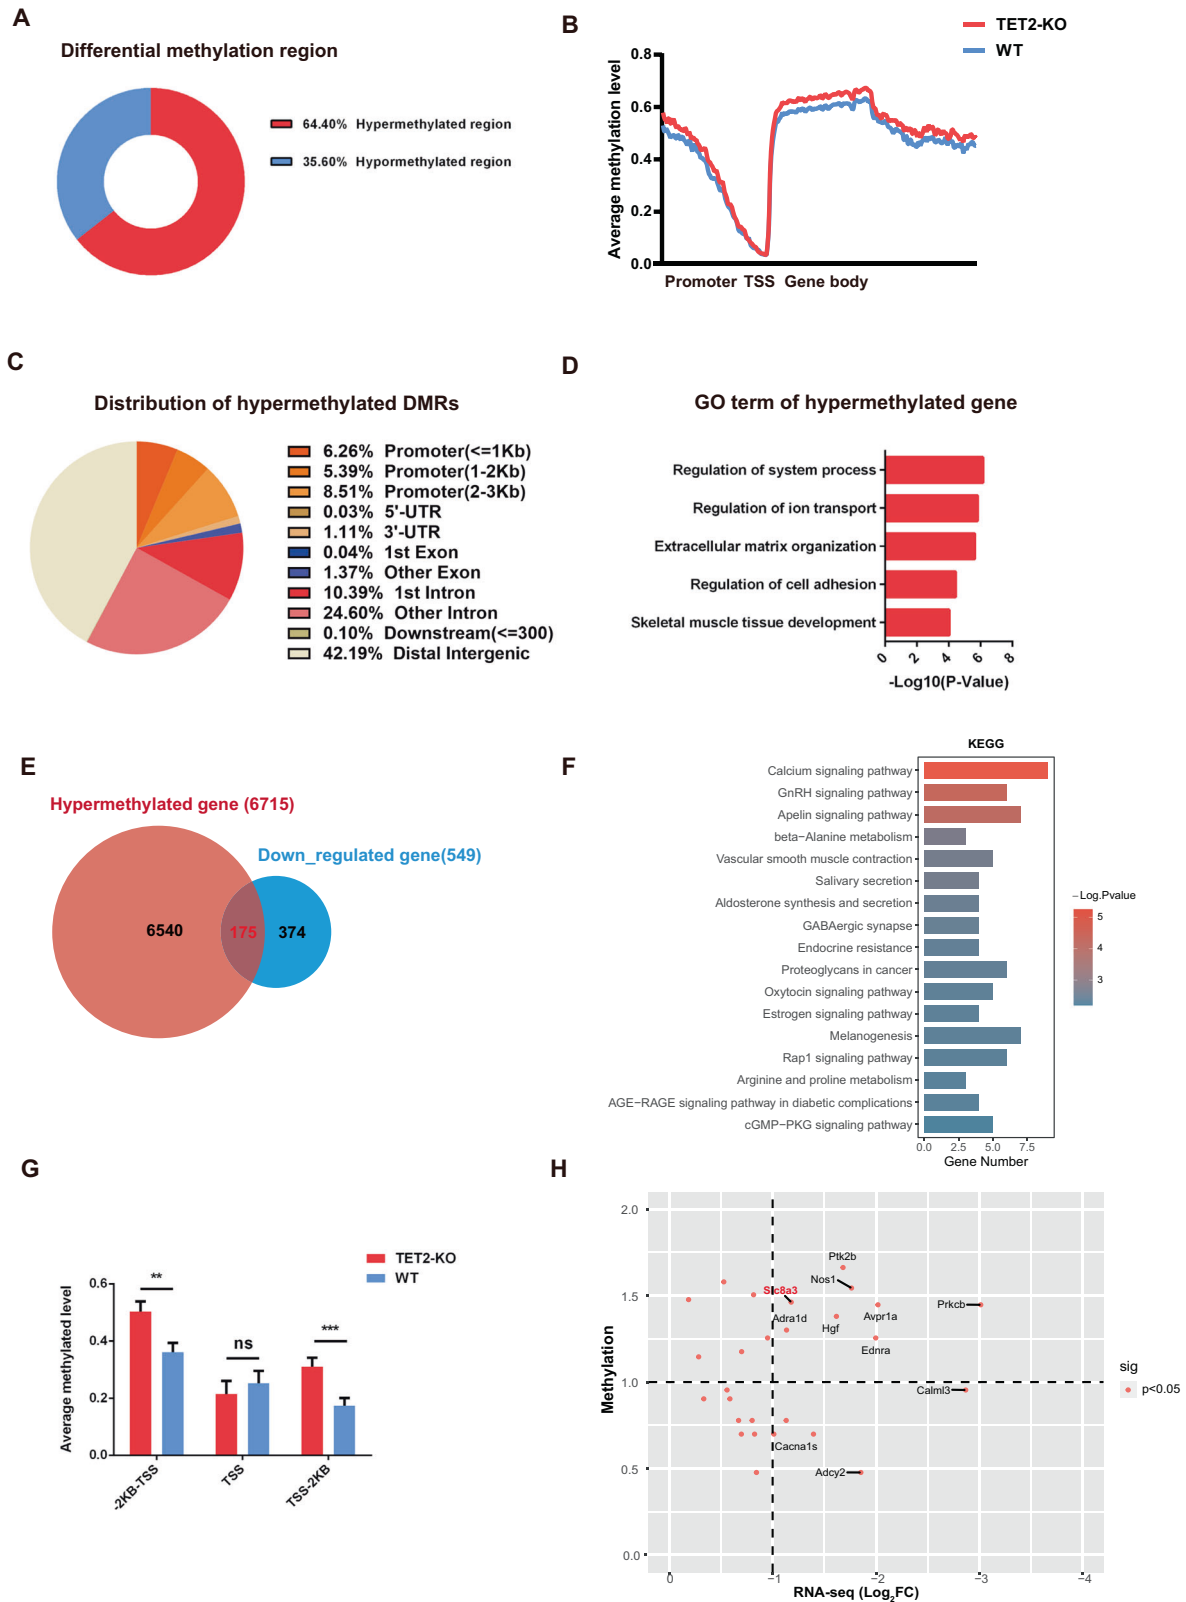 A
Differential methylation region
64.40% Hypermethylated region
35.60% Hypormethylated region
B
TET2-KO
WT
Average methylation level
0.8
0.6
0.4
0.2
0.0
Promoter TSS Gene body
C
Distribution of hypermethylated DMRs
6.26% Promoter(<=1Kb)
5.39% Promoter(1-2Kb)
8.51% Promoter(2-3Kb)
0.03% 5'-UTR
1.11% 3'-UTR
0.04% 1st Exon
1.37% Other Exon
10.39% 1st Intron
24.60% Other Intron
0.10% Downstream(<=300)
42.19% Distal Intergenic
D
GO term of hypermethylated gene
Regulation of system process
Regulation of ion transport
Extracellular matrix organization
Regulation of cell adhesion
Skeletal muscle tissue development
0 2 4 6 8
-Log10(P-Value)
E
Hypermethylated gene (6715)
Down_regulated gene(549)
6540 175 374
F
KEGG
Calcium signaling pathway
GnRH signaling pathway
Apelin signaling pathway
beta−Alanine metabolism
Vascular smooth muscle contraction
Salivary secretion
Aldosterone synthesis and secretion
GABAergic synapse
Endocrine resistance
Proteoglycans in cancer
Oxytocin signaling pathway
Estrogen signaling pathway
Melanogenesis
Rap1 signaling pathway
Arginine and proline metabolism
AGE−RAGE signaling pathway in diabetic complications
cGMP−PKG signaling pathway
0.0 2.5 5.0 7.5
Gene Number
−Log.Pvalue
5
4
3
G
TET2-KO
WT
Average methylated level
0.6
0.4
0.2
0.0
**
ns
***
-2KB-TSS
TSS
TSS-2KB
H
Methylation
2.0
1.5
1.0
0.5
0.0
Ptk2b
Nos1
Slc8a3
Adra1d
Hgf
Avpr1a
Prkcb
Ednra
Calml3
Cacna1s
Adcy2
0 −1 −2 −3 −4
RNA-seq (Log2FC)
sig
p<0.05